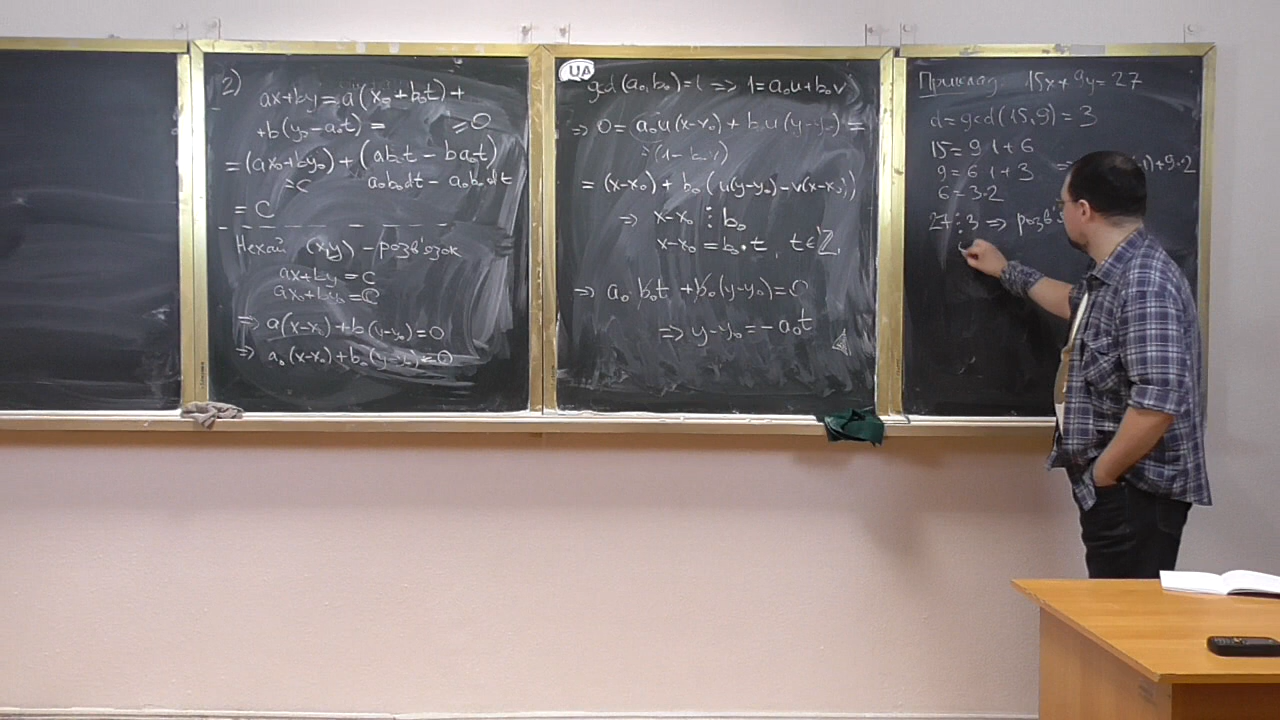 2)
ax+by=a(x₀+b₀t)+
+b(y₀-a₀t)= =0
=(ax₀+by₀)+(ab₀t-ba₀t)
=c a₀b₀dt-a₀b₀dt
=C
Нехай (x,y)-розв'язок
ax+by=c
ax₀+by₀=c
=> a(x-x₀)+b(y-y₀)=0
=> a₀(x-x₀)+b₀(y-y₀)=0
UA
gcd(a₀,b₀)=1=>1=a₀u+b₀v
=> 0=a₀u(x-x₀)+b₀u(y-y₀)=
=(1-b₀v)
=(x-x₀)+b₀(u(y-y₀)-v(x-x₀))
=> x-x₀⋮b₀
x-x₀=b₀·t, t∈ℤ.
=> a₀b₀t+b₀(y-y₀)=0
=> y-y₀=-a₀t
Приклад. 15x+9y=27
d=gcd(15,9)=3
15=9·1+6
9=6·1+3
6=3·2
1)+9·2
27⋮3 => розв'